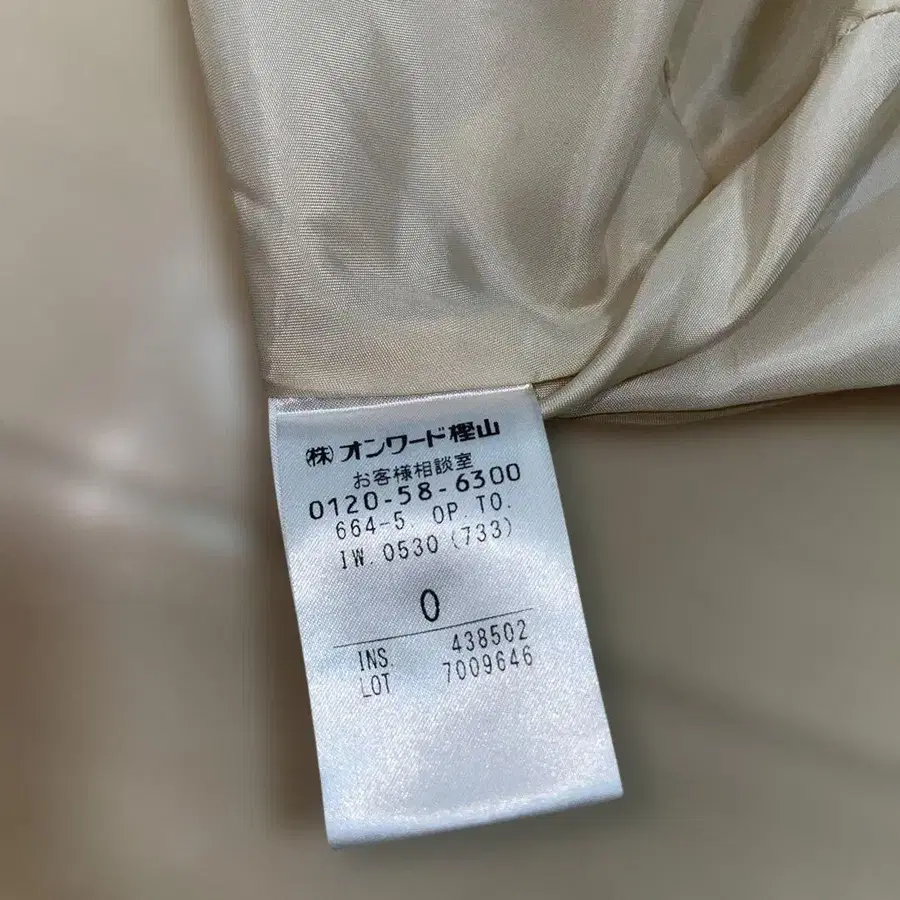 (株)オンワード樫山
お客様相談室
0120-58-6300
664-5. OP.TO.
IW.0530(733)
0
INS. 438502
LOT 7009646